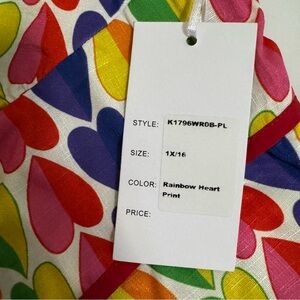 STYLE: K1796WR0B-PL
SIZE: 1X/16
COLOR: Rainbow Heart
Print
PRICE: